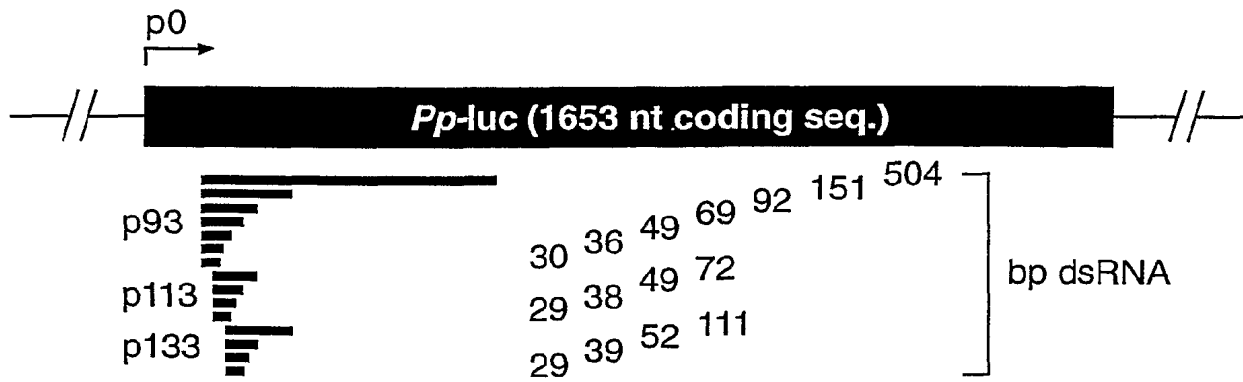 p0
Pp-luc (1653 nt coding seq.)
p93
30 36 49 69 92 151 504
p113
29 38 49 72
p133
29 39 52 111
bp dsRNA